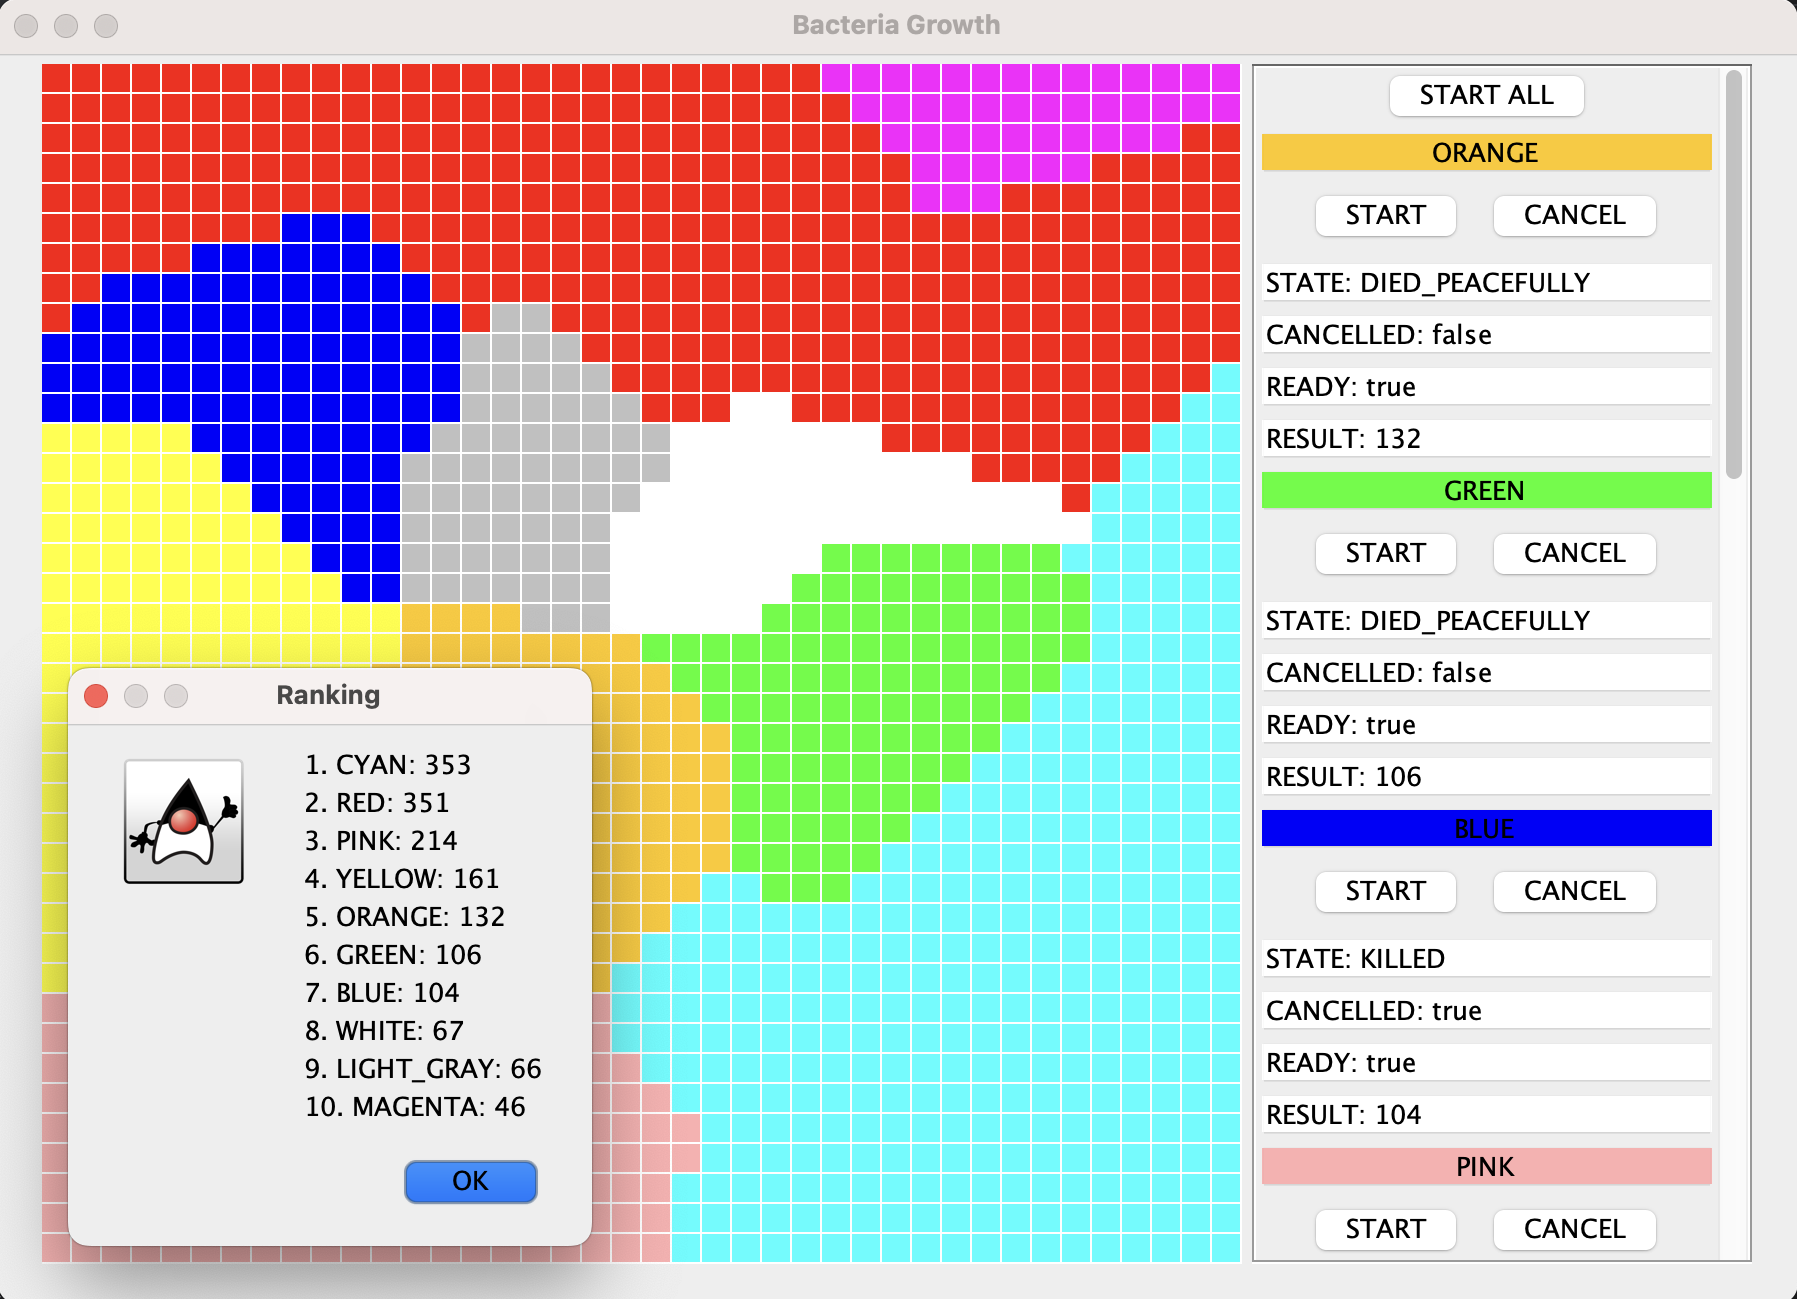 Bacteria Growth
START ALL
ORANGE
START CANCEL
STATE: DIED_PEACEFULLY
CANCELLED: false
READY: true
RESULT: 132
GREEN
START CANCEL
STATE: DIED_PEACEFULLY
CANCELLED: false
READY: true
RESULT: 106
BLUE
START CANCEL
STATE: KILLED
CANCELLED: true
READY: true
RESULT: 104
PINK
START CANCEL
Ranking
1. CYAN: 353
2. RED: 351
3. PINK: 214
4. YELLOW: 161
5. ORANGE: 132
6. GREEN: 106
7. BLUE: 104
8. WHITE: 67
9. LIGHT_GRAY: 66
10. MAGENTA: 46
OK